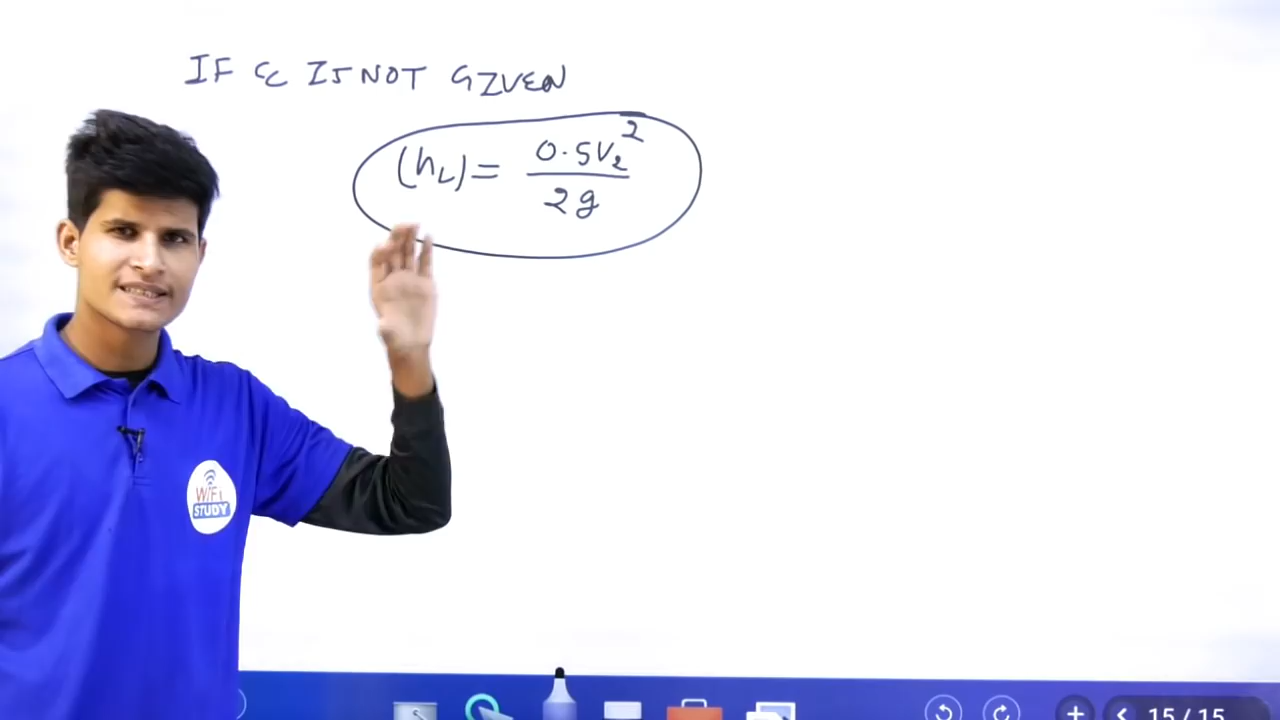 IF Cc IS NOT GIVEN
(hL) = 0.5V2²
2g
WiFi
STUDY
15/15